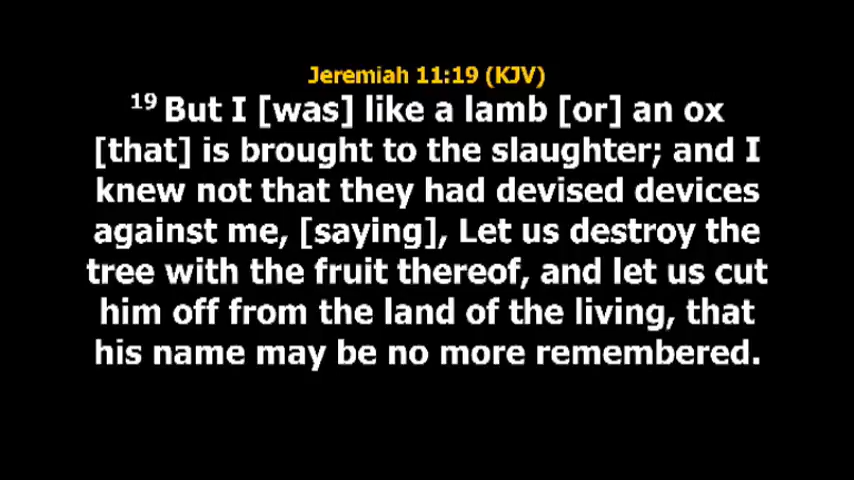 Jeremiah 11:19 (KJV)
19 But I [was] like a lamb [or] an ox
[that] is brought to the slaughter; and I
knew not that they had devised devices
against me, [saying], Let us destroy the
tree with the fruit thereof, and let us cut
him off from the land of the living, that
his name may be no more remembered.